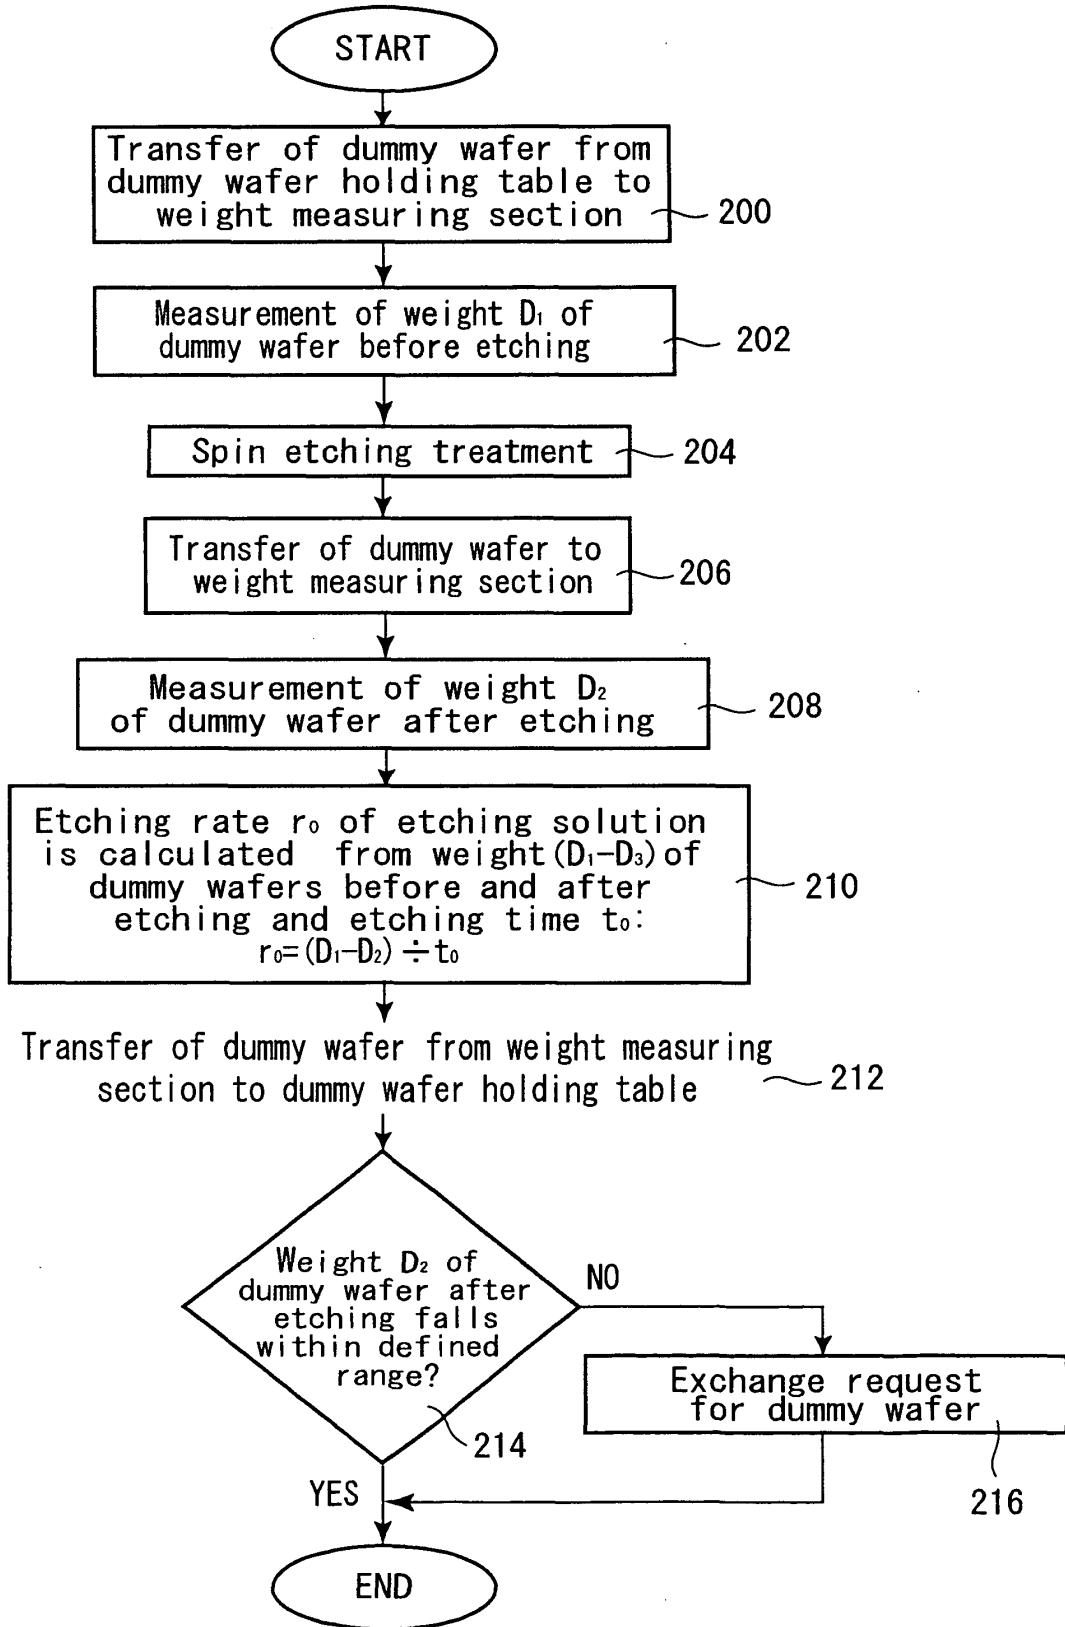 START
Transfer of dummy wafer from
dummy wafer holding table to
weight measuring section
200
Measurement of weight D₁ of
dummy wafer before etching
202
Spin etching treatment
204
Transfer of dummy wafer to
weight measuring section
206
Measurement of weight D₂
of dummy wafer after etching
208
Etching rate r₀ of etching solution
is calculated from weight(D₁-D₃)of
dummy wafers before and after
etching and etching time t₀:
r₀=(D₁-D₂)÷t₀
210
Transfer of dummy wafer from weight measuring
section to dummy wafer holding table
212
Weight D₂ of
dummy wafer after
etching falls
within defined
range?
214
NO
Exchange request
for dummy wafer
216
YES
END